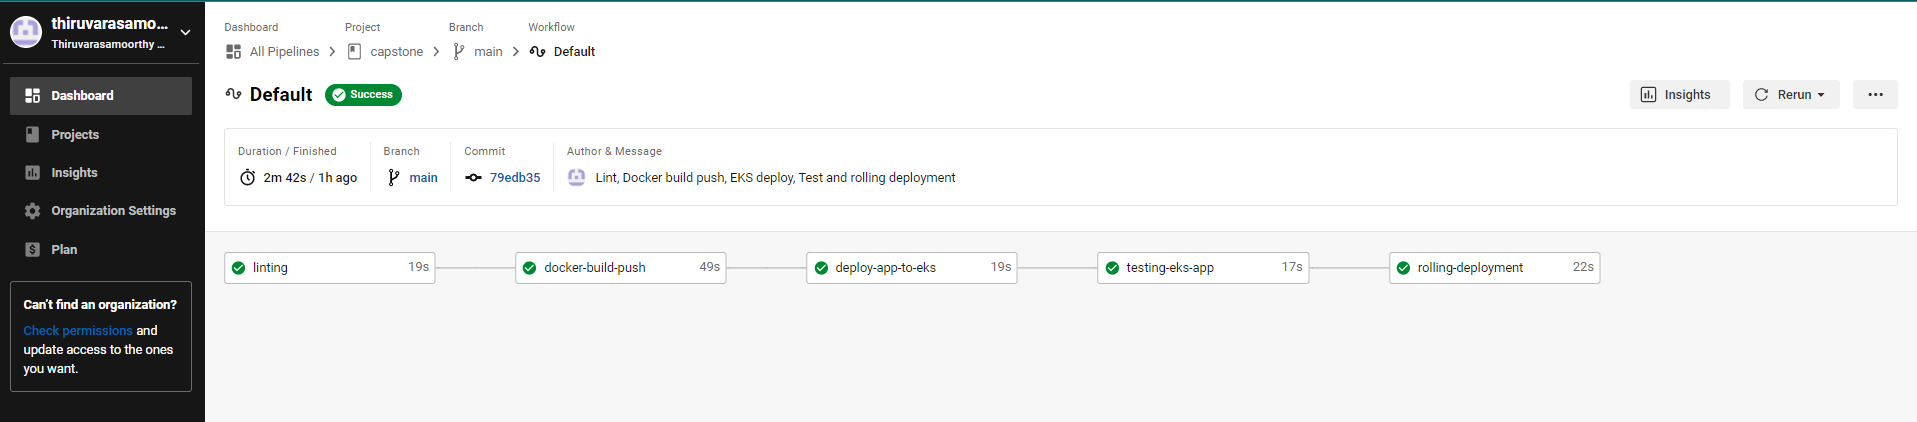 thiruvarasamo...
Thiruvarasamoorthy ...
Dashboard
Projects
Insights
Organization Settings
Plan
Can't find an organization?
Check permissions and
update access to the ones
you want.
Dashboard Project Branch Workflow
All Pipelines > capstone > main > Default
Default Success
Insights Rerun ...
Duration / Finished Branch Commit Author & Message
2m 42s / 1h ago main 79edb35 Lint, Docker build push, EKS deploy, Test and rolling deployment
linting 19s docker-build-push 49s deploy-app-to-eks 19s testing-eks-app 17s rolling-deployment 22s